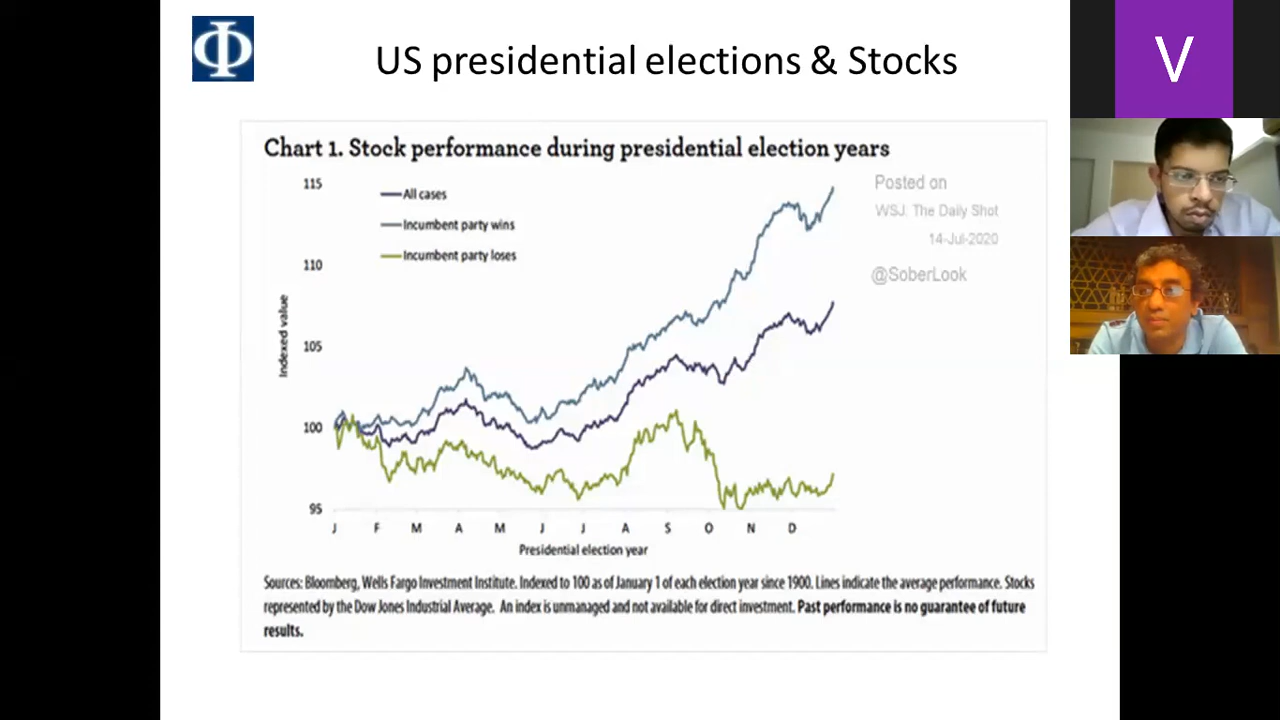 Φ
US presidential elections & Stocks
V
Chart 1. Stock performance during presidential election years
115
110
105
100
95
Indexed value
All cases
Incumbent party wins
Incumbent party loses
Posted on
WSJ: The Daily Shot
14-Jul-2020
@SoberLook
J F M A M J J A S O N D
Presidential election year
Sources: Bloomberg, Wells Fargo Investment Institute. Indexed to 100 as of January 1 of each election year since 1900. Lines indicate the average performance. Stocks
represented by the Dow Jones Industrial Average. An index is unmanaged and not available for direct investment. Past performance is no guarantee of future
results.